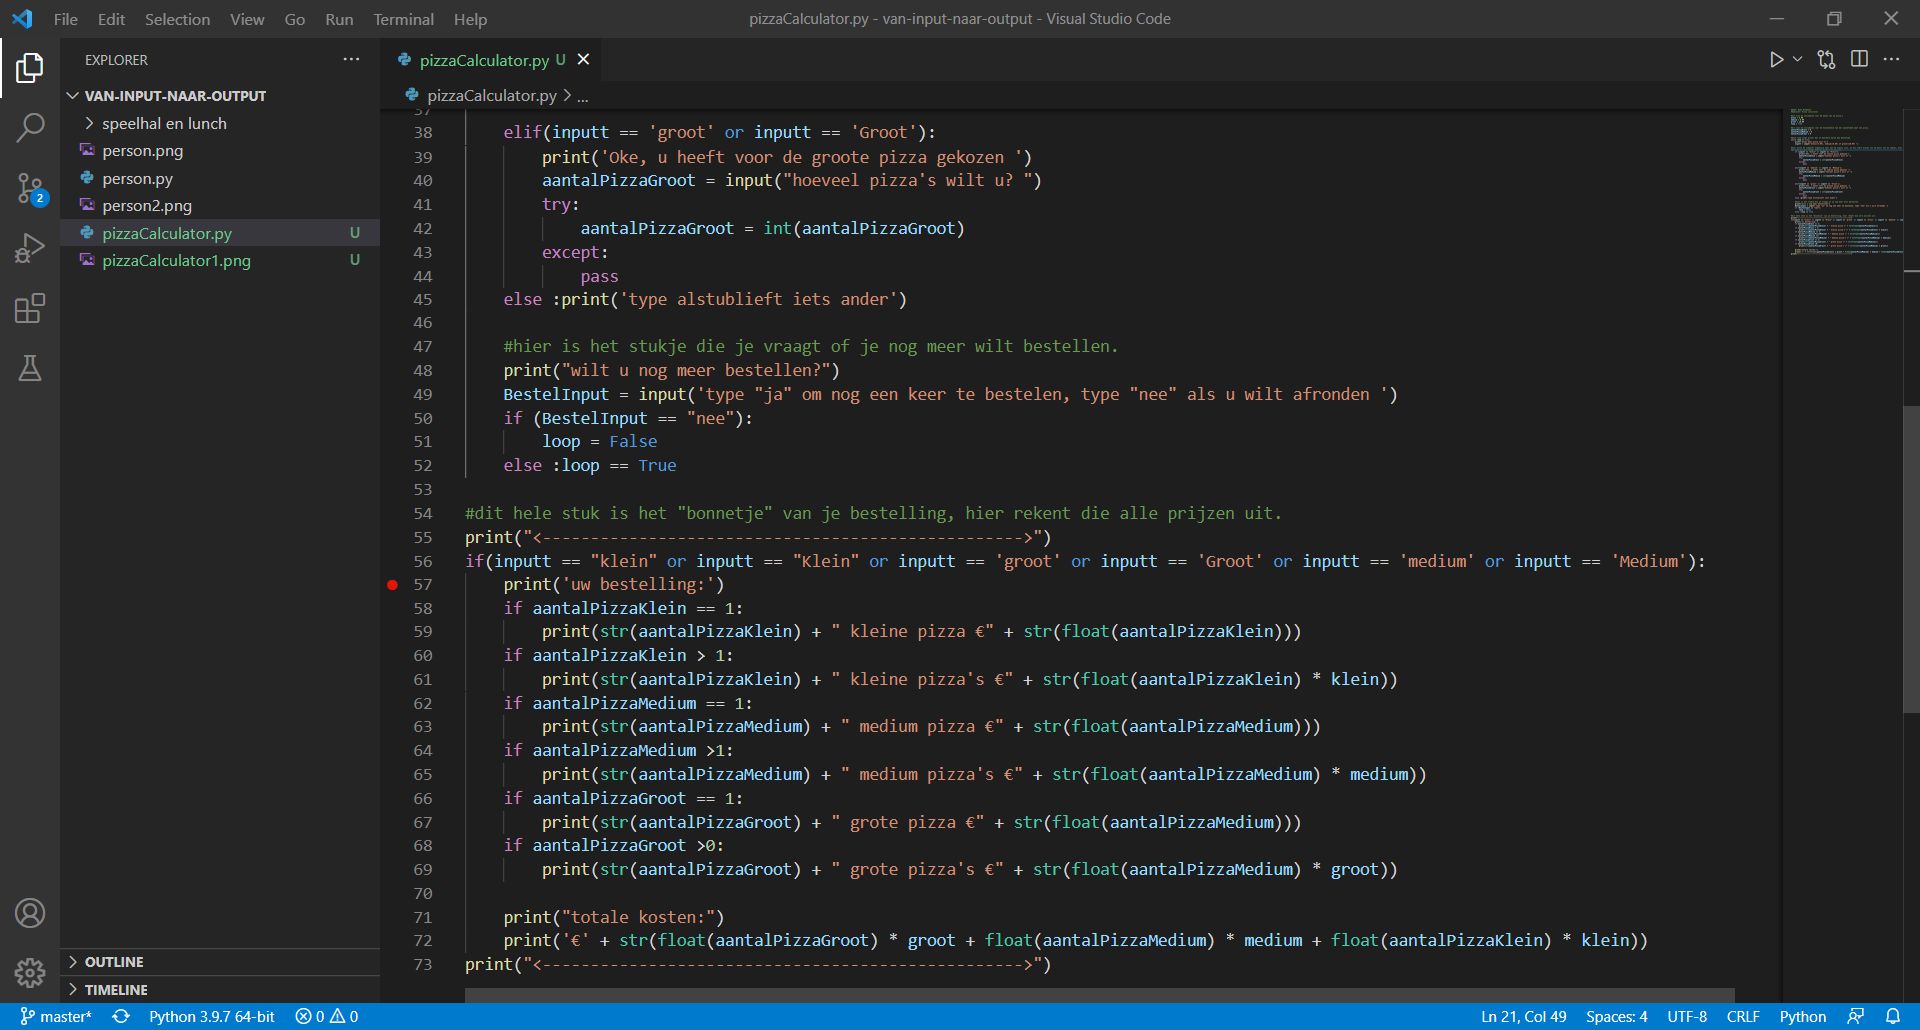 File Edit Selection View Go Run Terminal Help
pizzaCalculator.py - van-input-naar-output - Visual Studio Code
EXPLORER
VAN-INPUT-NAAR-OUTPUT
speelhal en lunch
person.png
person.py
person2.png
pizzaCalculator.py U
pizzaCalculator1.png U
OUTLINE
TIMELINE
2
pizzaCalculator.py U
pizzaCalculator.py > ...
37
38 elif(inputt == 'groot' or inputt == 'Groot'):
39 print('Oke, u heeft voor de groote pizza gekozen ')
40 aantalPizzaGroot = input("hoeveel pizza's wilt u? ")
41 try:
42 aantalPizzaGroot = int(aantalPizzaGroot)
43 except:
44 pass
45 else :print('type alstublieft iets ander')
46
47 #hier is het stukje die je vraagt of je nog meer wilt bestellen.
48 print("wilt u nog meer bestellen?")
49 BestelInput = input('type "ja" om nog een keer te bestelen, type "nee" als u wilt afronden ')
50 if (BestelInput == "nee"):
51 loop = False
52 else :loop == True
53
54 #dit hele stuk is het "bonnetje" van je bestelling, hier rekent die alle prijzen uit.
55 print("<-------------------------------------------------->")
56 if(inputt == "klein" or inputt == "Klein" or inputt == 'groot' or inputt == 'Groot' or inputt == 'medium' or inputt == 'Medium'):
57 print('uw bestelling:')
58 if aantalPizzaKlein == 1:
59 print(str(aantalPizzaKlein) + " kleine pizza €" + str(float(aantalPizzaKlein)))
60 if aantalPizzaKlein > 1:
61 print(str(aantalPizzaKlein) + " kleine pizza's €" + str(float(aantalPizzaKlein) * klein))
62 if aantalPizzaMedium == 1:
63 print(str(aantalPizzaMedium) + " medium pizza €" + str(float(aantalPizzaMedium)))
64 if aantalPizzaMedium >1:
65 print(str(aantalPizzaMedium) + " medium pizza's €" + str(float(aantalPizzaMedium) * medium))
66 if aantalPizzaGroot == 1:
67 print(str(aantalPizzaGroot) + " grote pizza €" + str(float(aantalPizzaMedium)))
68 if aantalPizzaGroot >0:
69 print(str(aantalPizzaGroot) + " grote pizza's €" + str(float(aantalPizzaMedium) * groot))
70
71 print("totale kosten:")
72 print('€' + str(float(aantalPizzaGroot) * groot + float(aantalPizzaMedium) * medium + float(aantalPizzaKlein) * klein))
73 print("<-------------------------------------------------->")
master* Python 3.9.7 64-bit 0 0 Ln 21, Col 49 Spaces: 4 UTF-8 CRLF Python